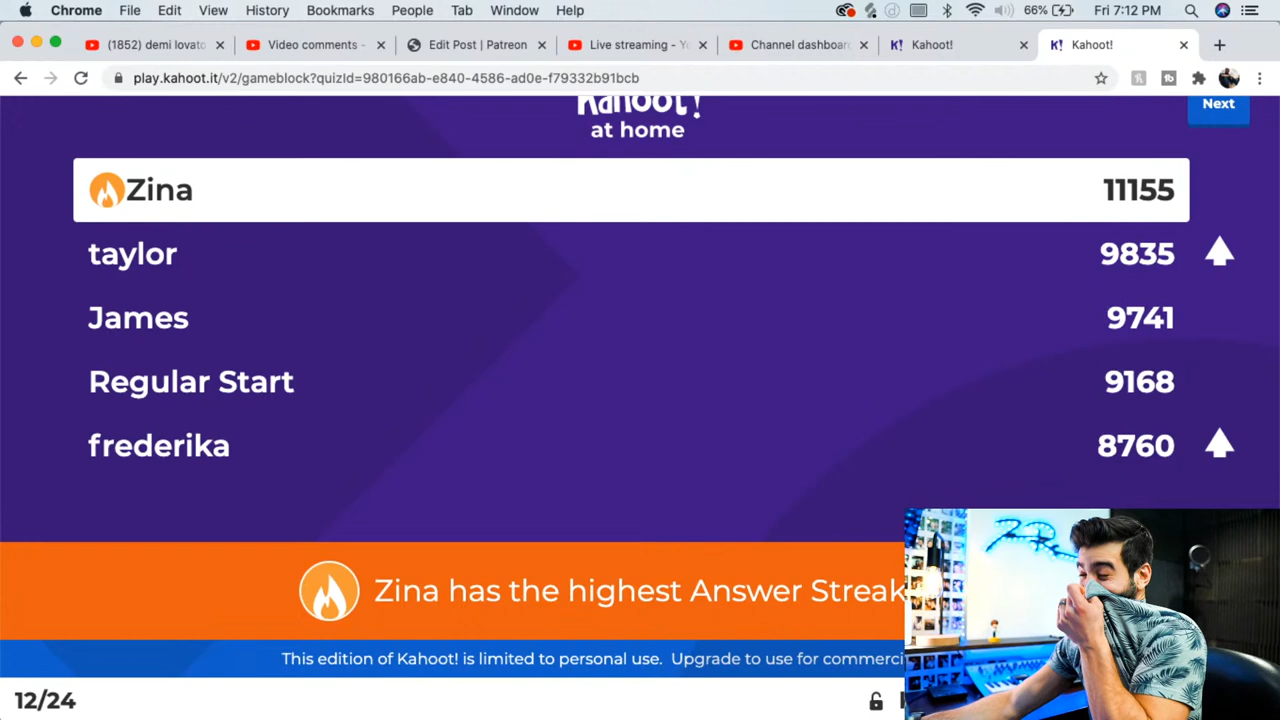 Chrome File Edit View History Bookmarks People Tab Window Help 66% Fri 7:12 PM
(1852) demi lovato Video comments - Edit Post | Patreon Live streaming - Yo Channel dashboard Kahoot! Kahoot!
play.kahoot.it/v2/gameblock?quizId=980166ab-e840-4586-ad0e-f79332b91bcb
Kahoot!
at home
Next
Zina 11155
taylor 9835
James 9741
Regular Start 9168
frederika 8760
Zina has the highest Answer Streak
This edition of Kahoot! is limited to personal use. Upgrade to use for commerci
12/24